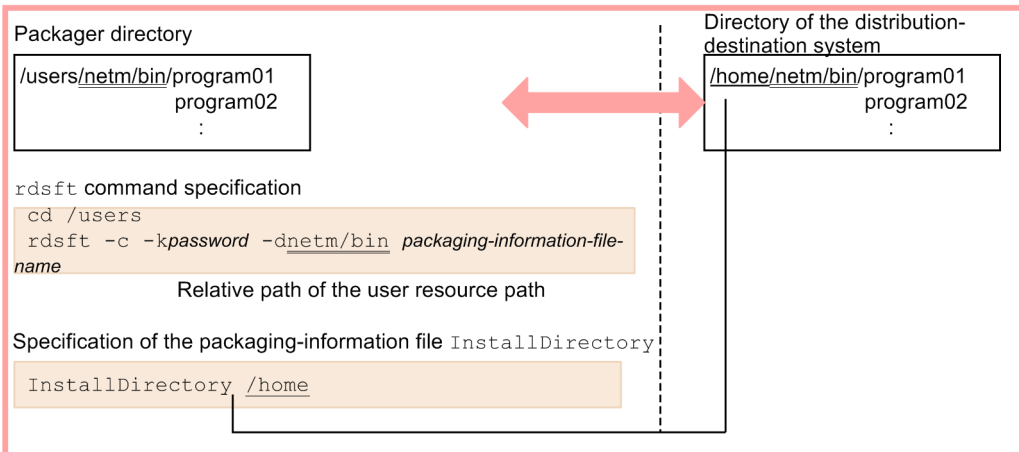 Packager directory
/users/netm/bin/program01
program02
:
Directory of the distribution-
destination system
/home/netm/bin/program01
program02
:
rdsft command specification
cd /users
rdsft -c -kpassword -dnetm/bin packaging-information-file-
name
Relative path of the user resource path
Specification of the packaging-information file InstallDirectory
InstallDirectory /home